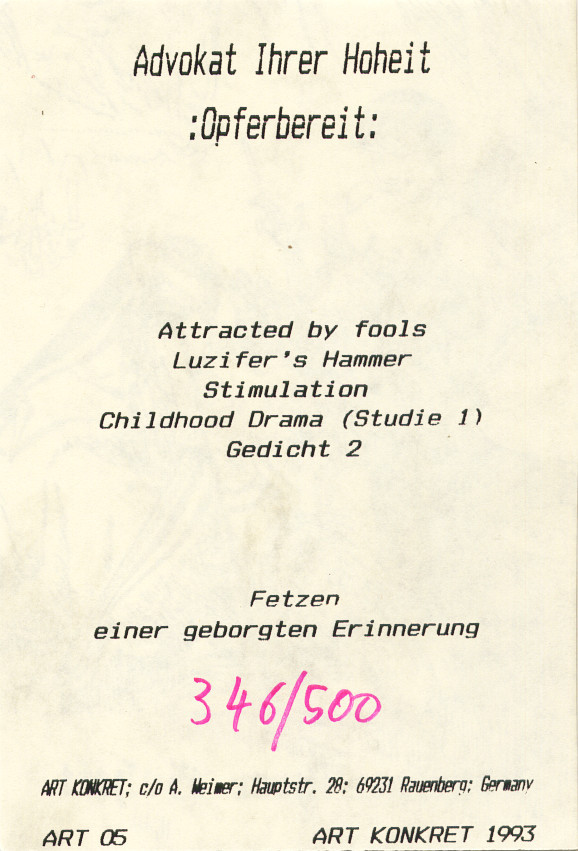 Advokat Ihrer Hoheit
:Opferbereit:
Attracted by fools
Luzifer's Hammer
Stimulation
Childhood Drama (Studie 1)
Gedicht 2
Fetzen
einer geborgten Erinnerung
346/500
ART KONKRET; c/o A. Weimer; Hauptstr. 28; 69231 Rauenberg; Germany
ART 05 ART KONKRET 1993